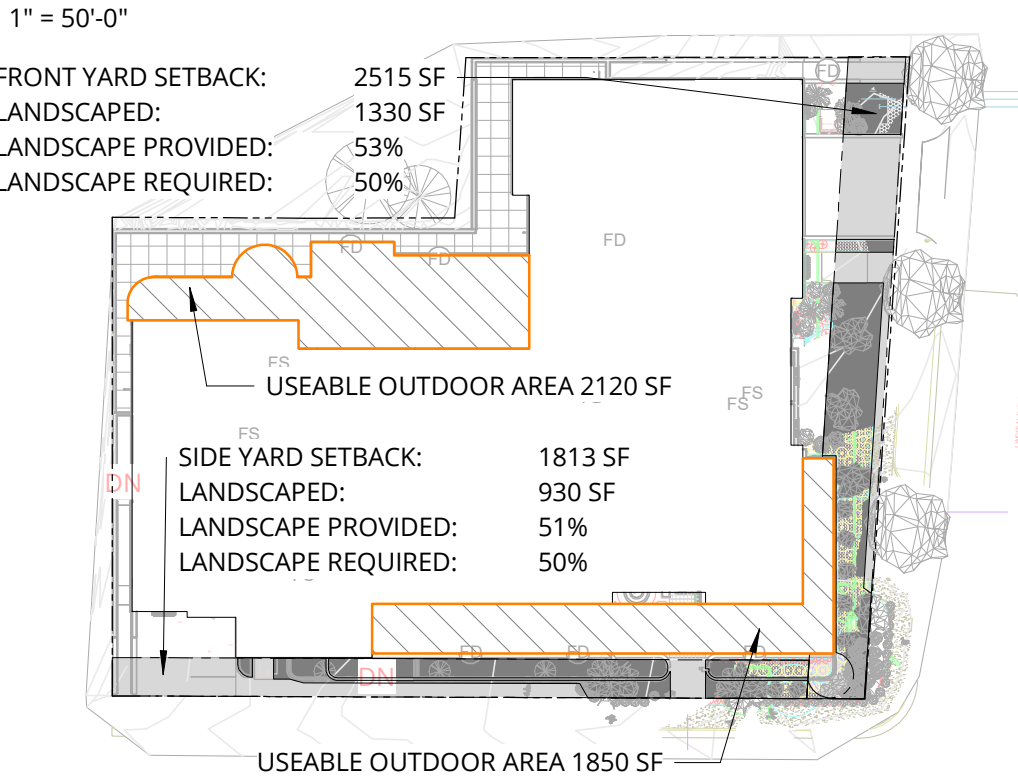 1" = 50'-0"
FRONT YARD SETBACK: 2515 SF
LANDSCAPED: 1330 SF
LANDSCAPE PROVIDED: 53%
LANDSCAPE REQUIRED: 50%
FD
FD
FD
FD
FS
USEABLE OUTDOOR AREA 2120 SF
FS
FS
FS
SIDE YARD SETBACK: 1813 SF
LANDSCAPED: 930 SF
LANDSCAPE PROVIDED: 51%
LANDSCAPE REQUIRED: 50%
DN
FD
FD
FD
DN
USEABLE OUTDOOR AREA 1850 SF